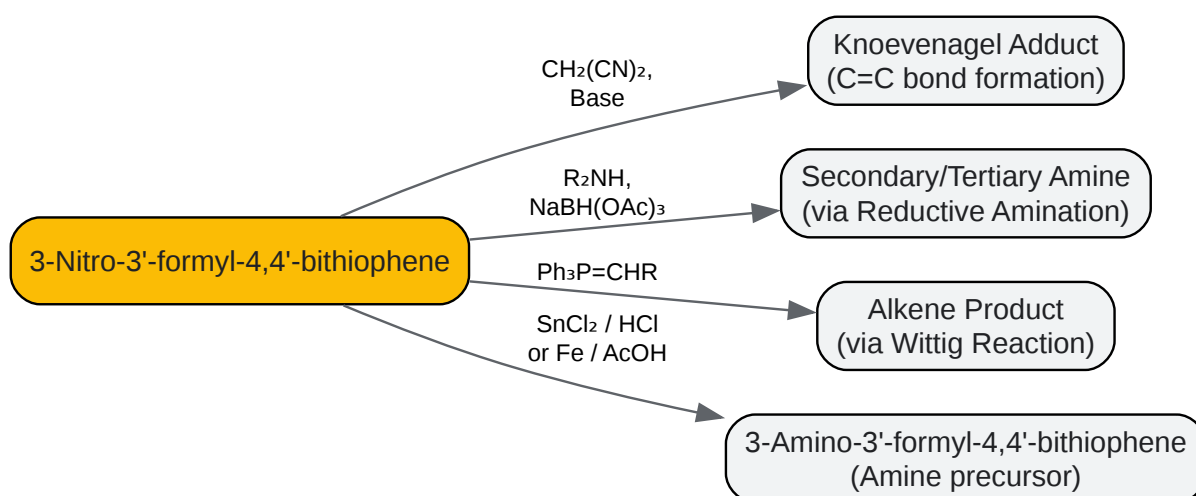 CH₂(CN)₂,
Base
Knoevenagel Adduct
(C=C bond formation)
R₂NH,
NaBH(OAc)₃
Secondary/Tertiary Amine
(via Reductive Amination)
3-Nitro-3'-formyl-4,4'-bithiophene
Ph₃P=CHR
Alkene Product
(via Wittig Reaction)
SnCl₂ / HCl
or Fe / AcOH
3-Amino-3'-formyl-4,4'-bithiophene
(Amine precursor)